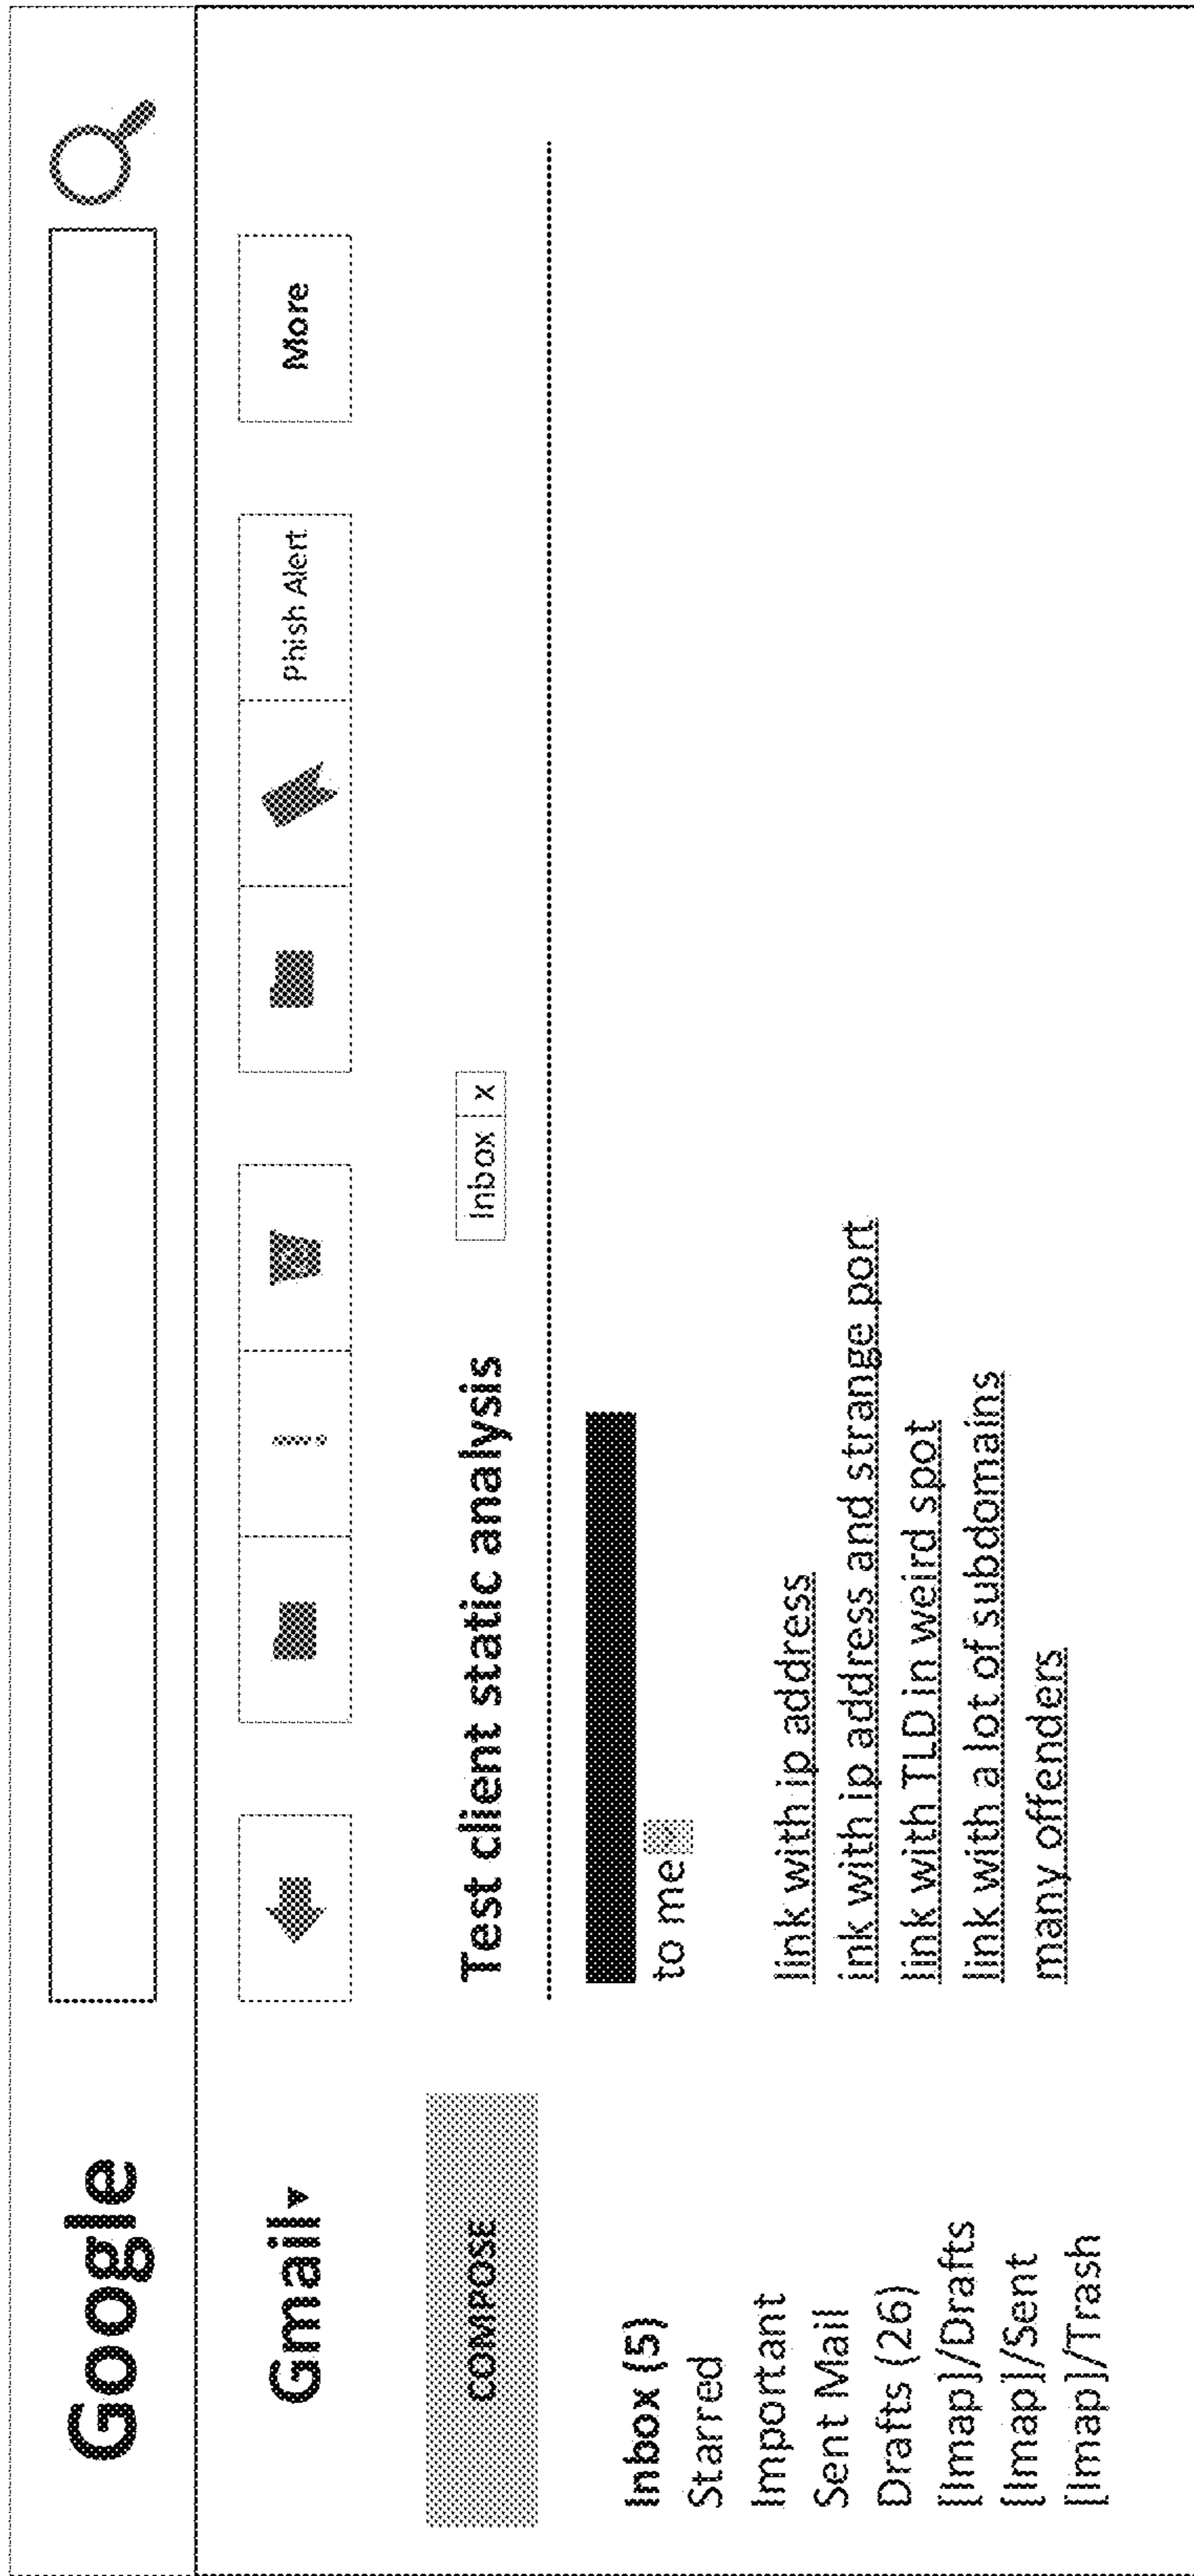 Google
Gmail
More
Phish Alert
COMPOSE
Test client static analysis
Inbox x
to me
link with ip address
ink with ip address and strange port
link with TLD in weird spot
link with a lot of subdomains
many offenders
Inbox (5)
Starred
Important
Sent Mail
Drafts (26)
[Imap]/Drafts
[Imap]/Sent
[Imap]/Trash